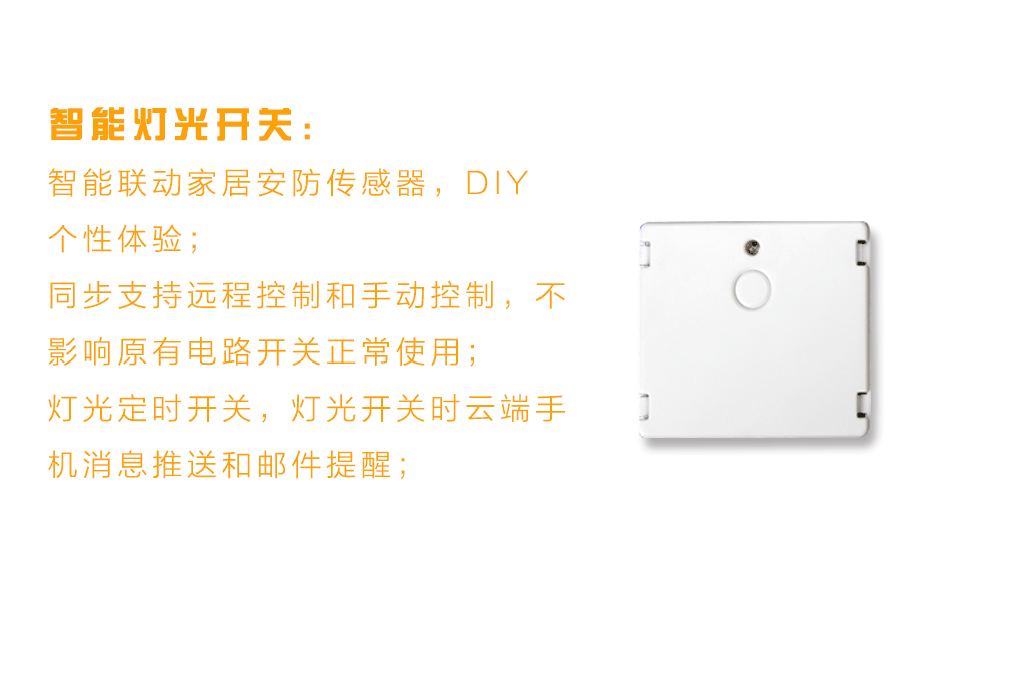 智能灯光开关：
智能联动家居安防传感器，DIY
个性体验；
同步支持远程控制和手动控制，不
影响原有电路开关正常使用；
灯光定时开关，灯光开关时云端手
机消息推送和邮件提醒；